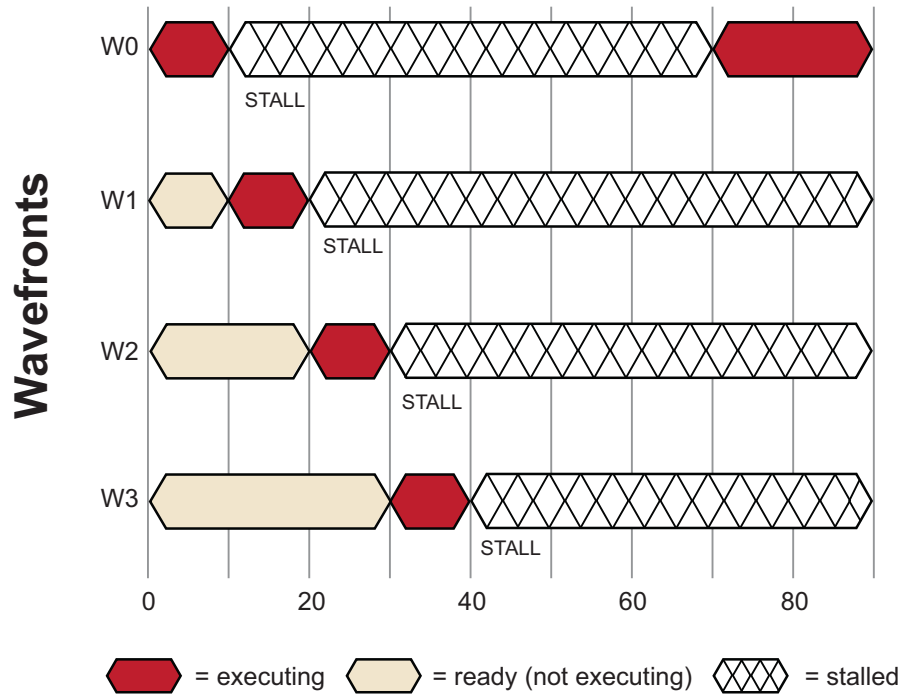 W0
STALL
W1
STALL
Wavefronts
W2
STALL
W3
STALL
0 20 40 60 80
= executing = ready (not executing) = stalled